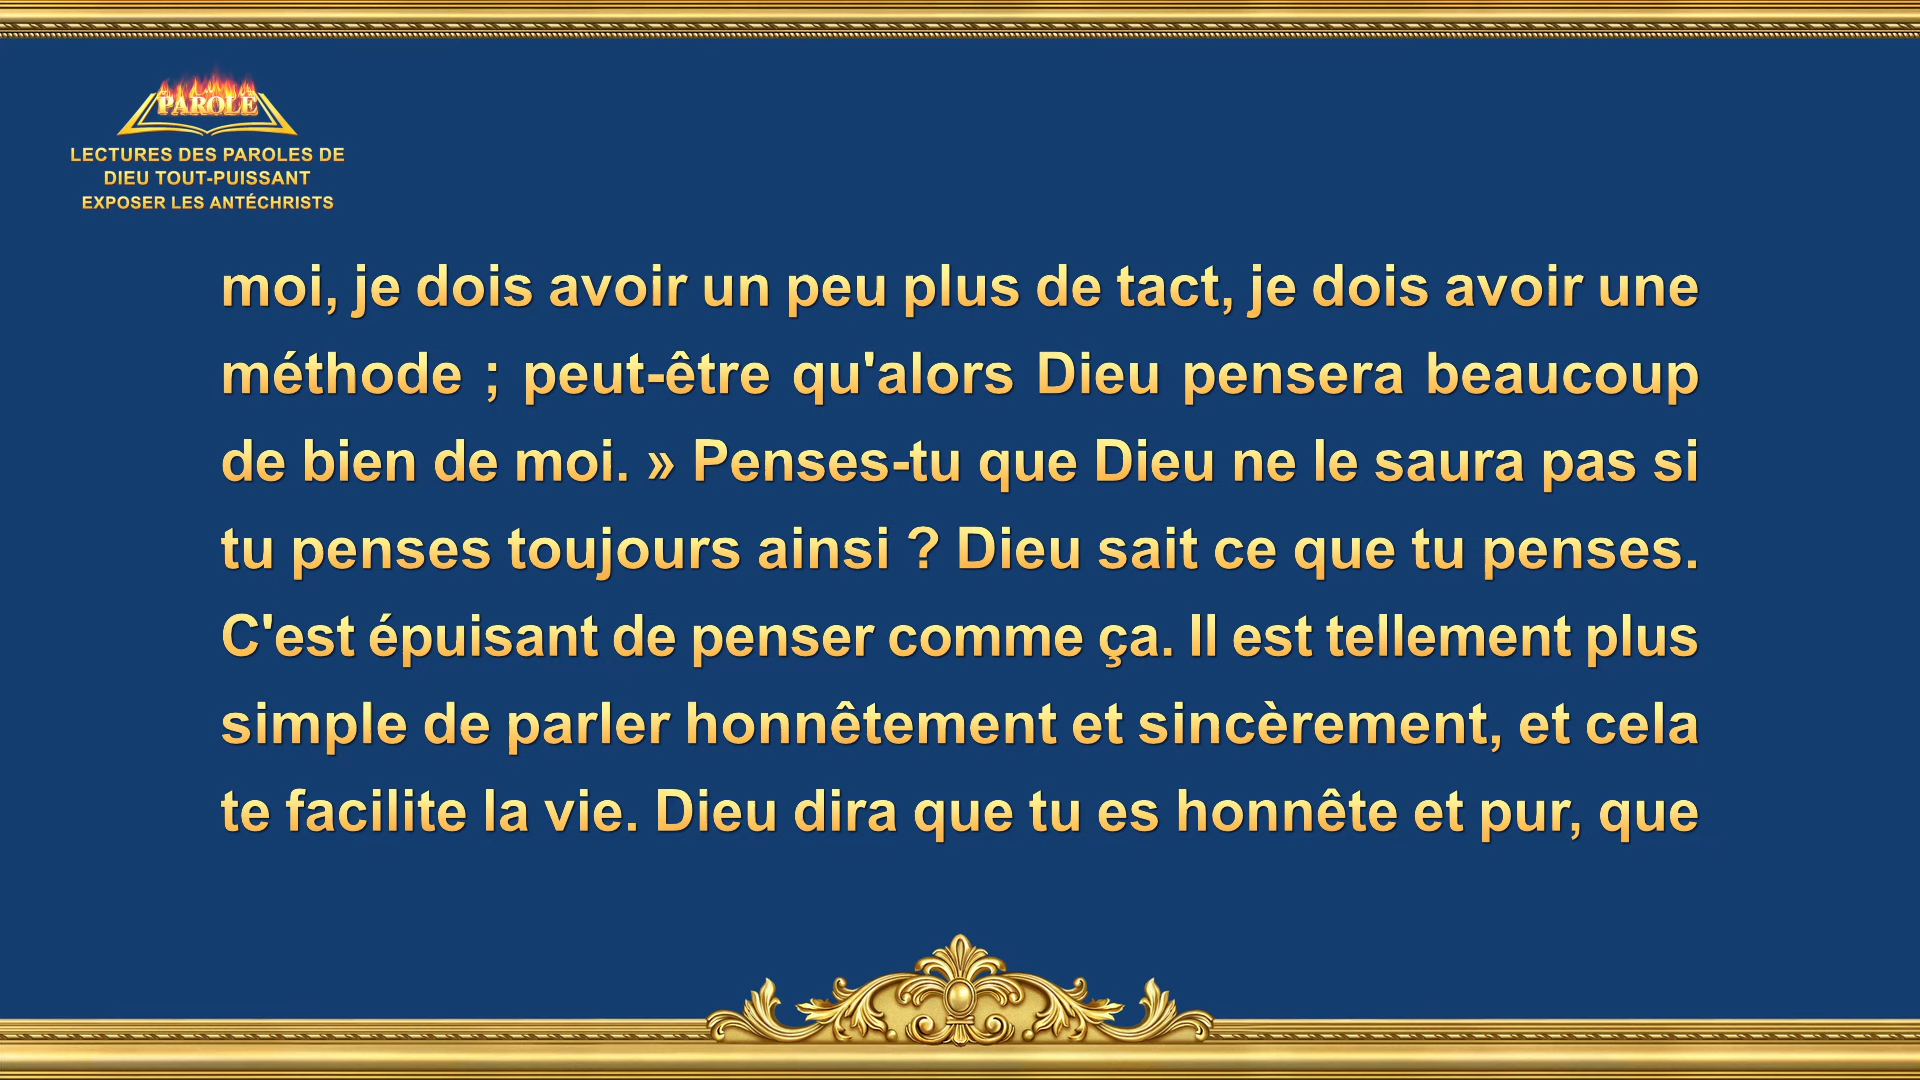 PAROLE
LECTURES DES PAROLES DE
DIEU TOUT-PUISSANT
EXPOSER LES ANTÉCHRISTS
moi, je dois avoir un peu plus de tact, je dois avoir une
méthode ; peut-être qu'alors Dieu pensera beaucoup
de bien de moi. » Penses-tu que Dieu ne le saura pas si
tu penses toujours ainsi ? Dieu sait ce que tu penses.
C'est épuisant de penser comme ça. Il est tellement plus
simple de parler honnêtement et sincèrement, et cela
te facilite la vie. Dieu dira que tu es honnête et pur, que